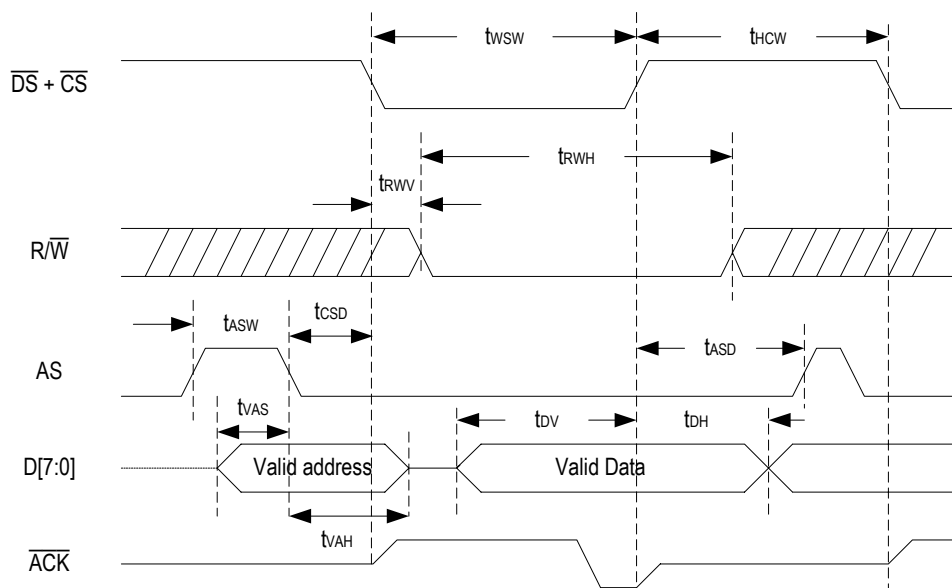 tWSW tHCW
DS + CS
tRWH
tRWV
R/W
tASW tCSD
tASD
AS
tVAS
tDV tDH
D[7:0] Valid address Valid Data
tVAH
ACK